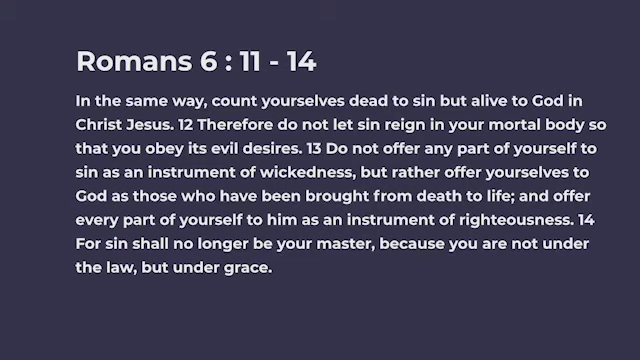 Romans 6 : 11 - 14
In the same way, count yourselves dead to sin but alive to God in
Christ Jesus. 12 Therefore do not let sin reign in your mortal body so
that you obey its evil desires. 13 Do not offer any part of yourself to
sin as an instrument of wickedness, but rather offer yourselves to
God as those who have been brought from death to life; and offer
every part of yourself to him as an instrument of righteousness. 14
For sin shall no longer be your master, because you are not under
the law, but under grace.